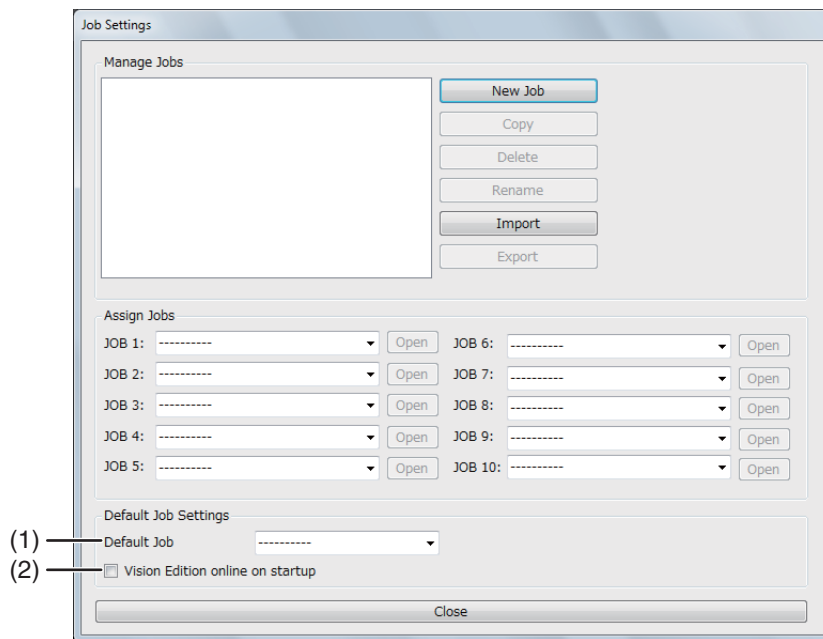 Job Settings
Manage Jobs
New Job
Copy
Delete
Rename
Import
Export
Assign Jobs
JOB 1: ---------- Open JOB 6: ---------- Open
JOB 2: ---------- Open JOB 7: ---------- Open
JOB 3: ---------- Open JOB 8: ---------- Open
JOB 4: ---------- Open JOB 9: ---------- Open
JOB 5: ---------- Open JOB 10: ---------- Open
Default Job Settings
(1) Default Job ----------
(2) Vision Edition online on startup
Close